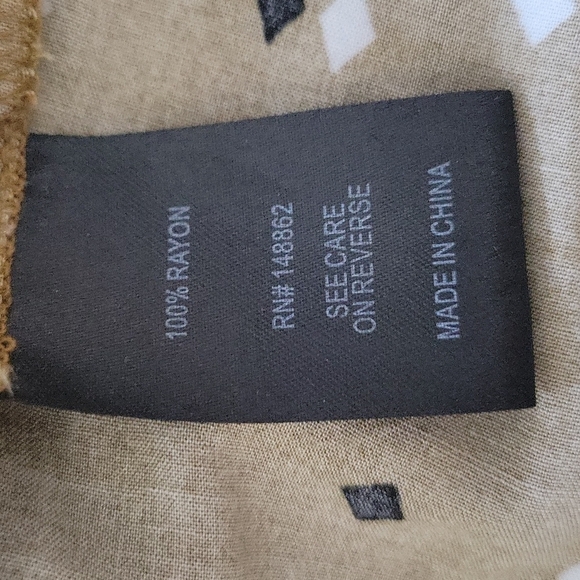 100% RAYON
RN# 148862
SEE CARE
ON REVERSE
MADE IN CHINA